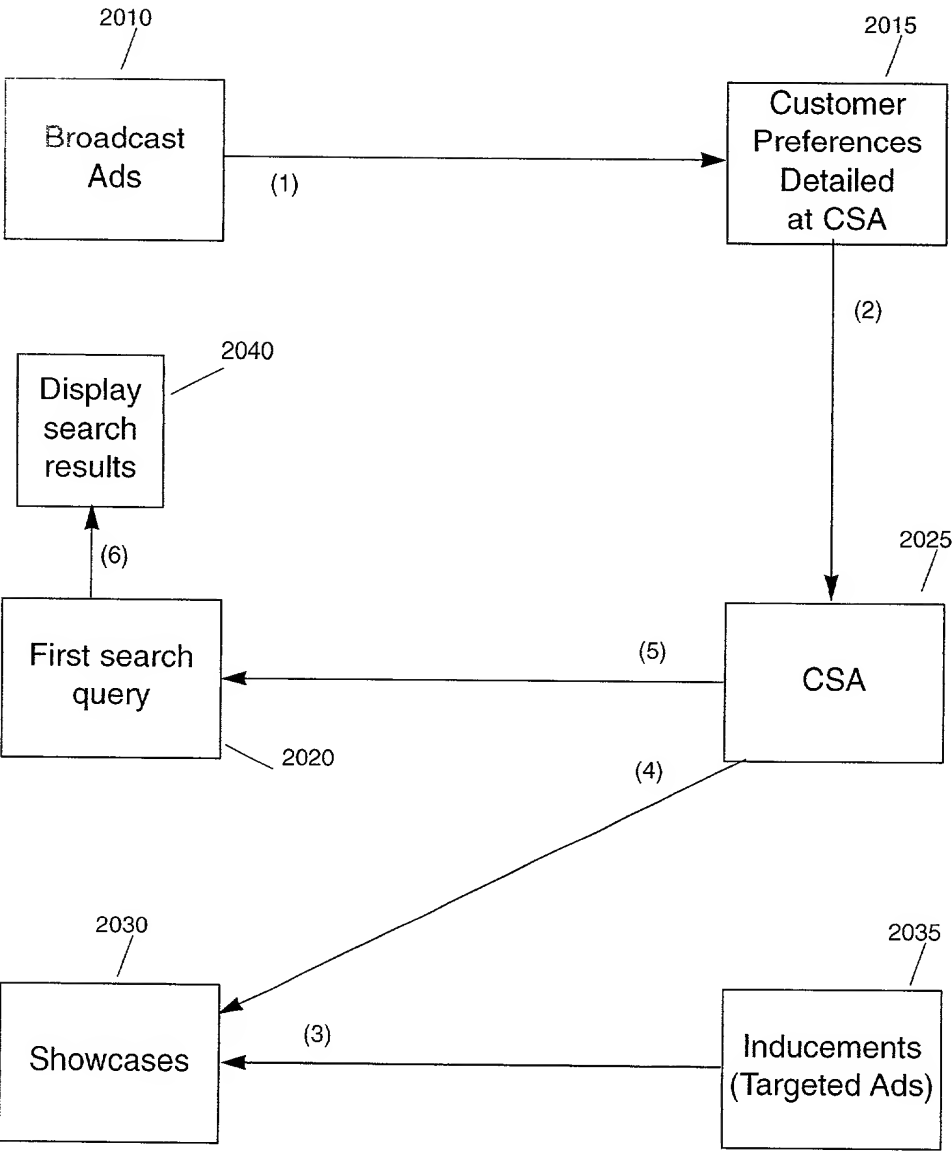 2010
2015
Broadcast
Ads
(1)
Customer
Preferences
Detailed
at CSA
(2)
2040
Display
search
results
(6)
2025
First search
query
2020
(5)
CSA
(4)
2030
2035
Showcases
(3)
Inducements
(Targeted Ads)